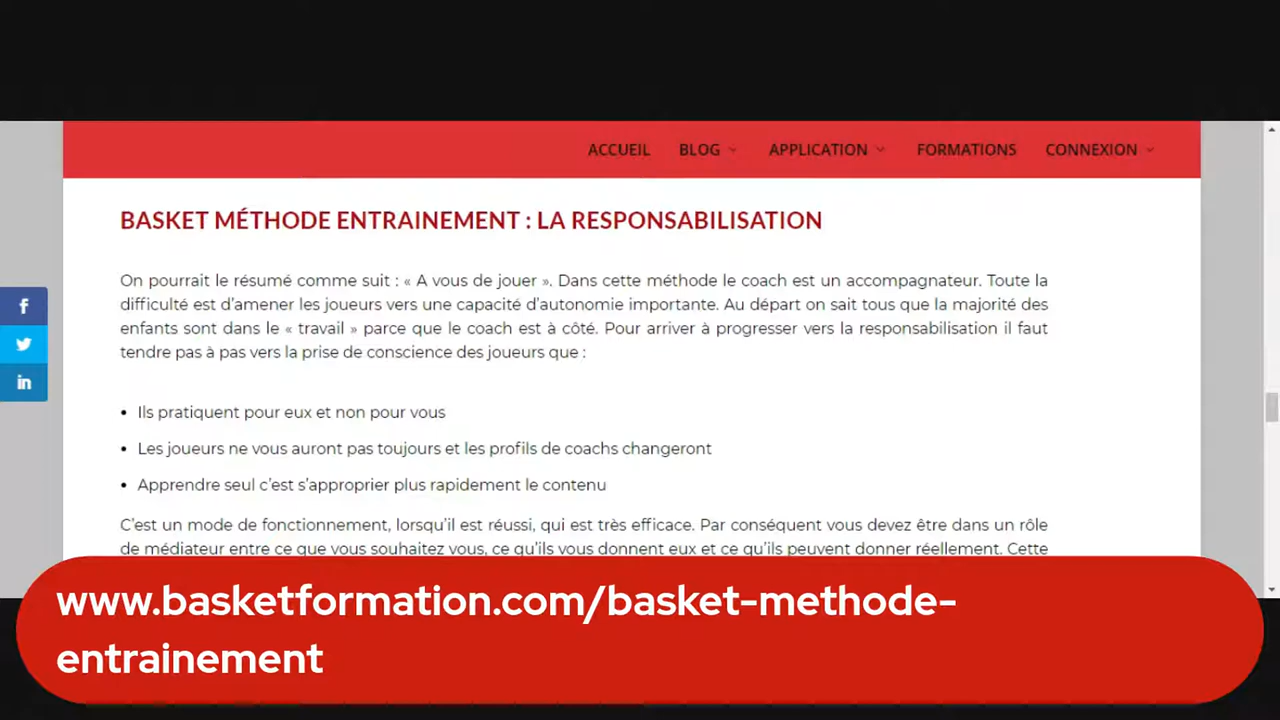 ACCUEIL BLOG APPLICATION FORMATIONS CONNEXION
BASKET MÉTHODE ENTRAINEMENT : LA RESPONSABILISATION
On pourrait le résumé comme suit : « A vous de jouer ». Dans cette méthode le coach est un accompagnateur. Toute la
difficulté est d'amener les joueurs vers une capacité d'autonomie importante. Au départ on sait tous que la majorité des
enfants sont dans le « travail » parce que le coach est à côté. Pour arriver à progresser vers la responsabilisation il faut
tendre pas à pas vers la prise de conscience des joueurs que :
• Ils pratiquent pour eux et non pour vous
• Les joueurs ne vous auront pas toujours et les profils de coachs changeront
• Apprendre seul c'est s'approprier plus rapidement le contenu
C'est un mode de fonctionnement, lorsqu'il est réussi, qui est très efficace. Par conséquent vous devez être dans un rôle
de médiateur entre ce que vous souhaitez vous, ce qu'ils vous donnent eux et ce qu'ils peuvent donner réellement. Cette
www.basketformation.com/basket-methode-
entrainement